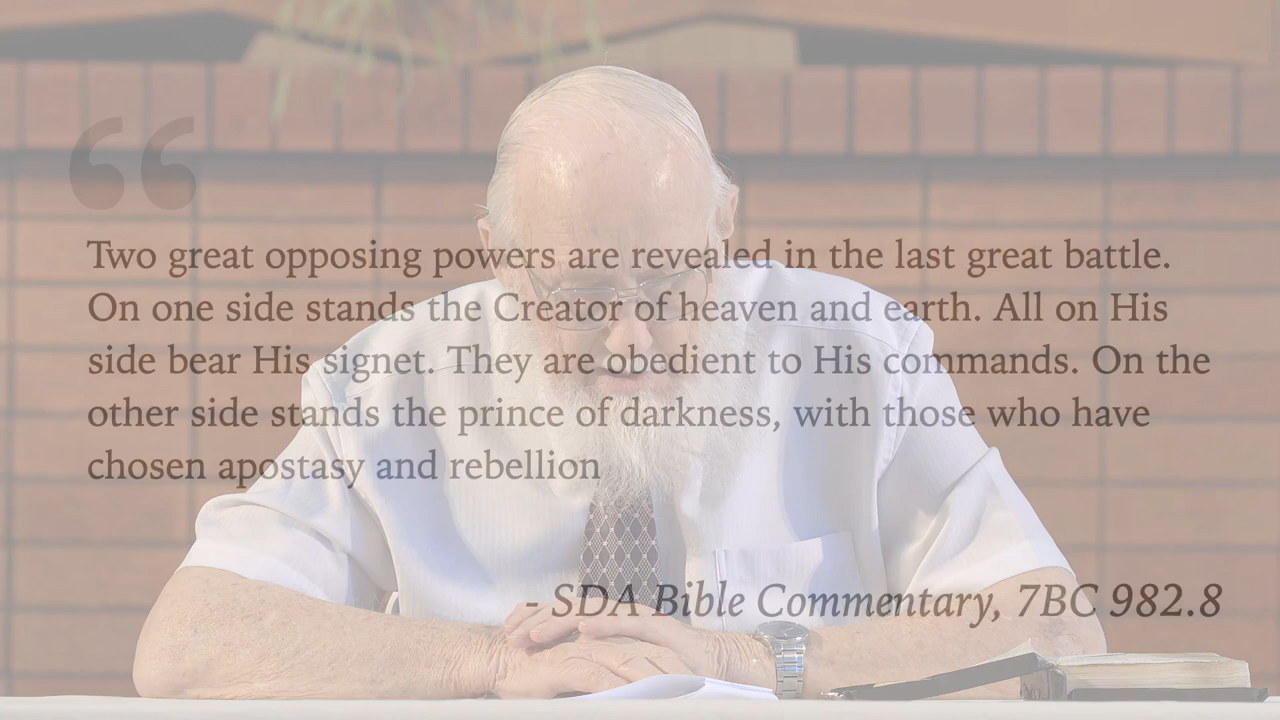 “
Two great opposing powers are revealed in the last great battle.
On one side stands the Creator of heaven and earth. All on His
side bear His signet. They are obedient to His commands. On the
other side stands the prince of darkness, with those who have
chosen apostasy and rebellion
- SDA Bible Commentary, 7BC 982.8